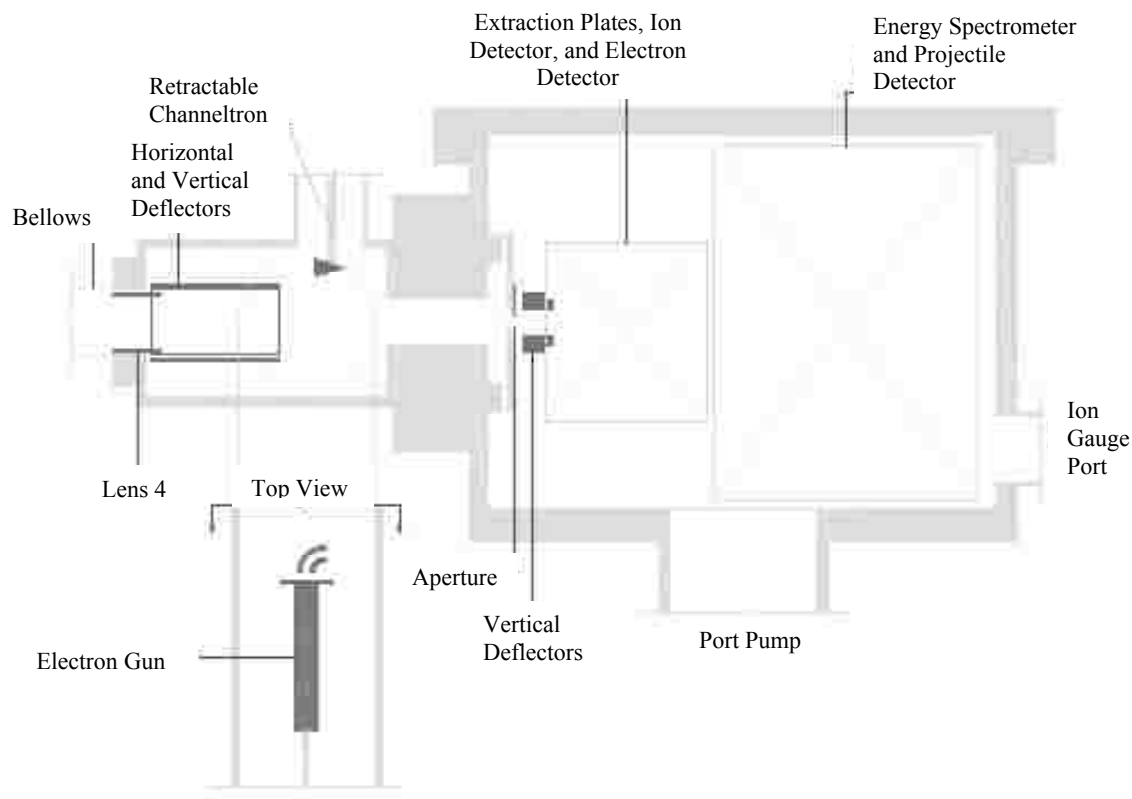 Extraction Plates, Ion
Detector, and Electron
Detector
Energy Spectrometer
and Projectile
Detector
Retractable
Channeltron
Horizontal
and Vertical
Deflectors
Bellows
Ion
Gauge
Port
Lens 4
Top View
Aperture
Vertical
Deflectors
Port Pump
Electron Gun